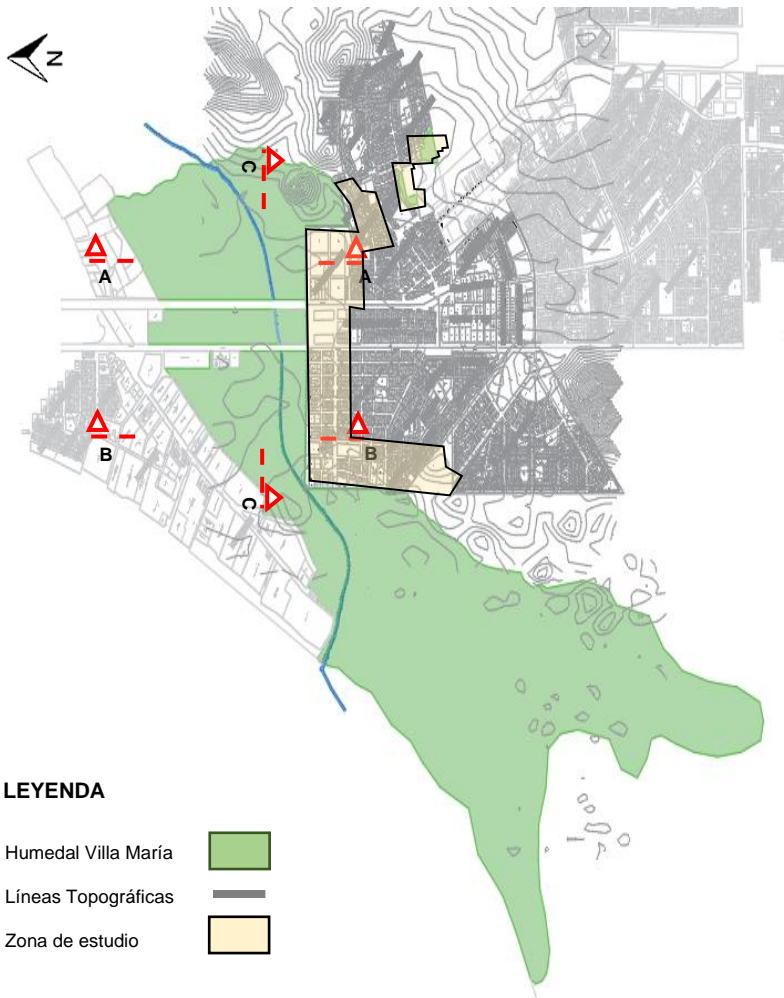 N
C
A
A
B
B
C
LEYENDA
Humedal Villa María
Líneas Topográficas
Zona de estudio